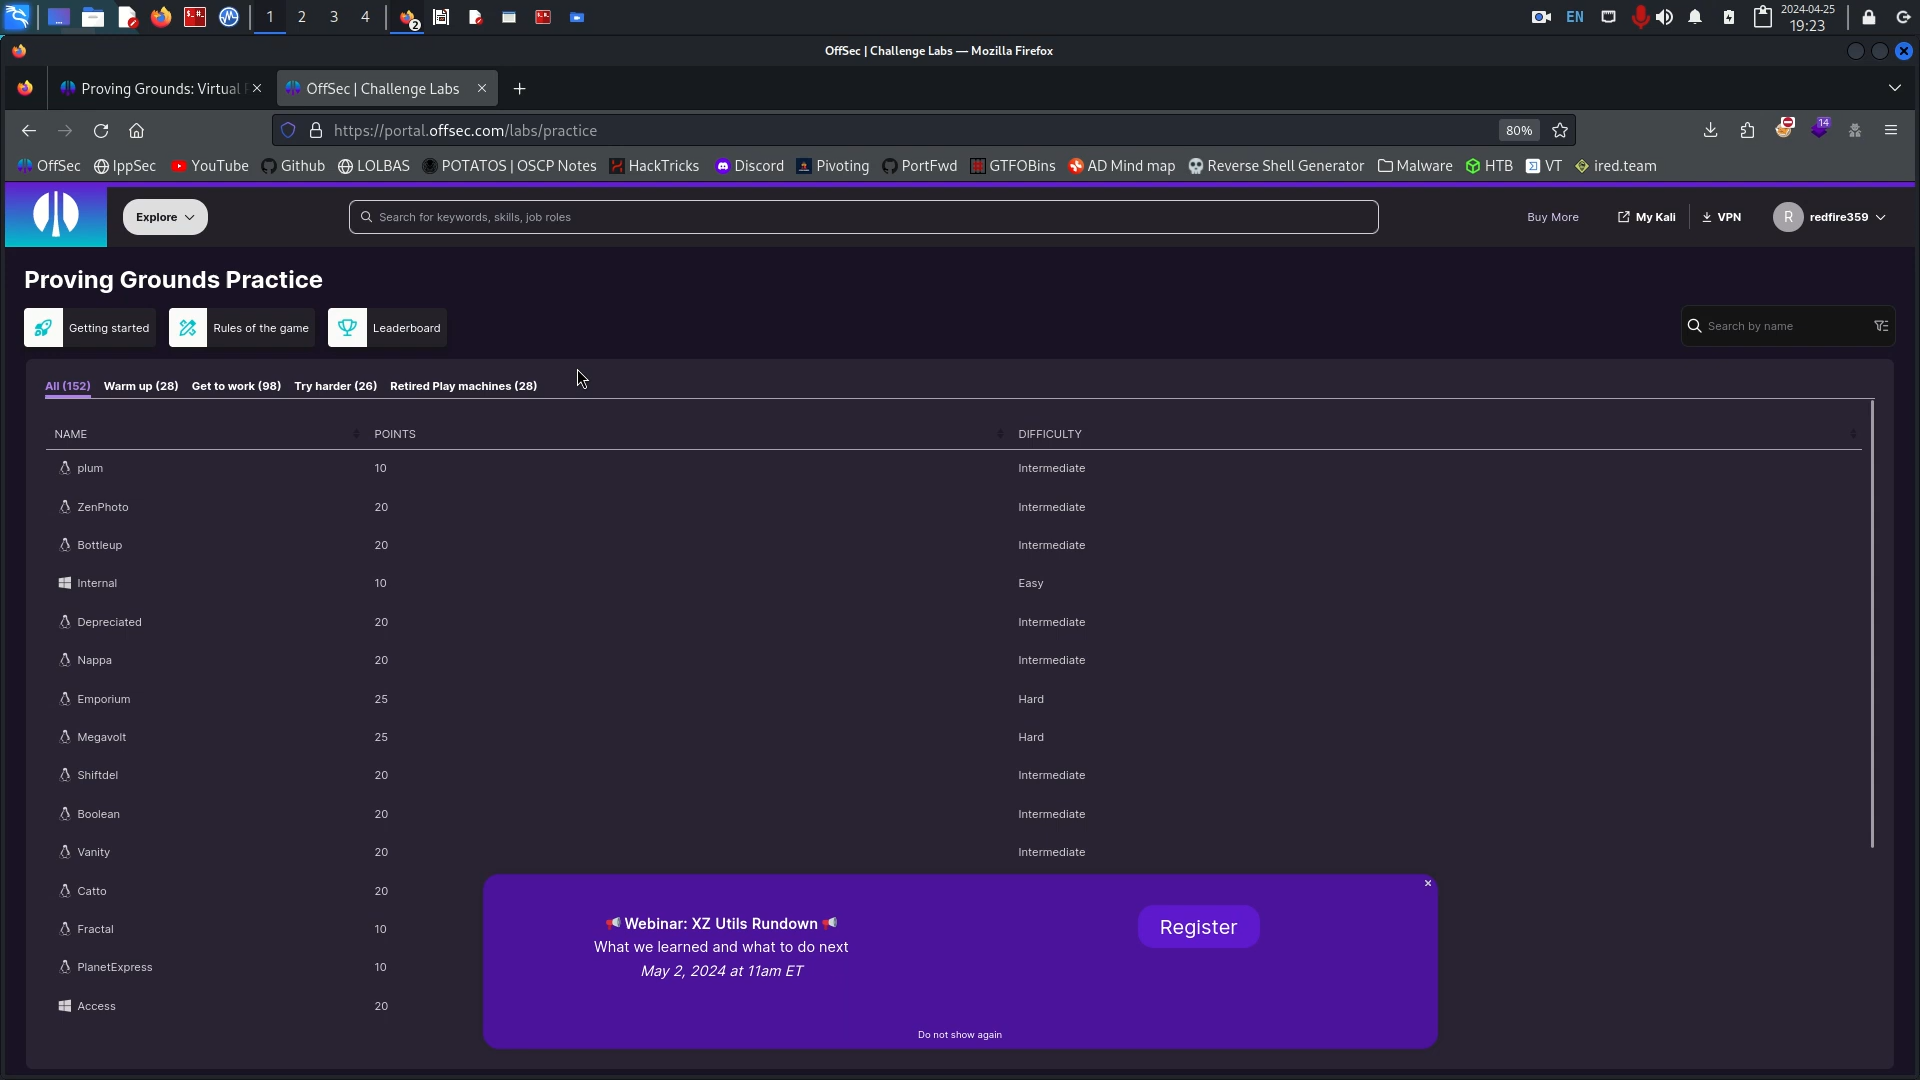 1 2 3 4 2 EN 2024-04-25
19:23
OffSec | Challenge Labs — Mozilla Firefox
Proving Grounds: Virtual OffSec | Challenge Labs
https://portal.offsec.com/labs/practice 80% 14
OffSec IppSec YouTube Github LOLBAS POTATOS | OSCP Notes HackTricks Discord Pivoting PortFwd GTFOBins AD Mind map Reverse Shell Generator Malware HTB VT ired.team
Explore Search for keywords, skills, job roles Buy More My Kali VPN R redfire359
Proving Grounds Practice
Getting started Rules of the game Leaderboard Search by name
All (152) Warm up (28) Get to work (98) Try harder (26) Retired Play machines (28)
NAME POINTS DIFFICULTY
plum 10 Intermediate
ZenPhoto 20 Intermediate
Bottleup 20 Intermediate
Internal 10 Easy
Depreciated 20 Intermediate
Nappa 20 Intermediate
Emporium 25 Hard
Megavolt 25 Hard
Shiftdel 20 Intermediate
Boolean 20 Intermediate
Vanity 20 Intermediate
Catto 20
Fractal 10
PlanetExpress 10
Access 20
Webinar: XZ Utils Rundown
What we learned and what to do next
May 2, 2024 at 11am ET
Register
Do not show again